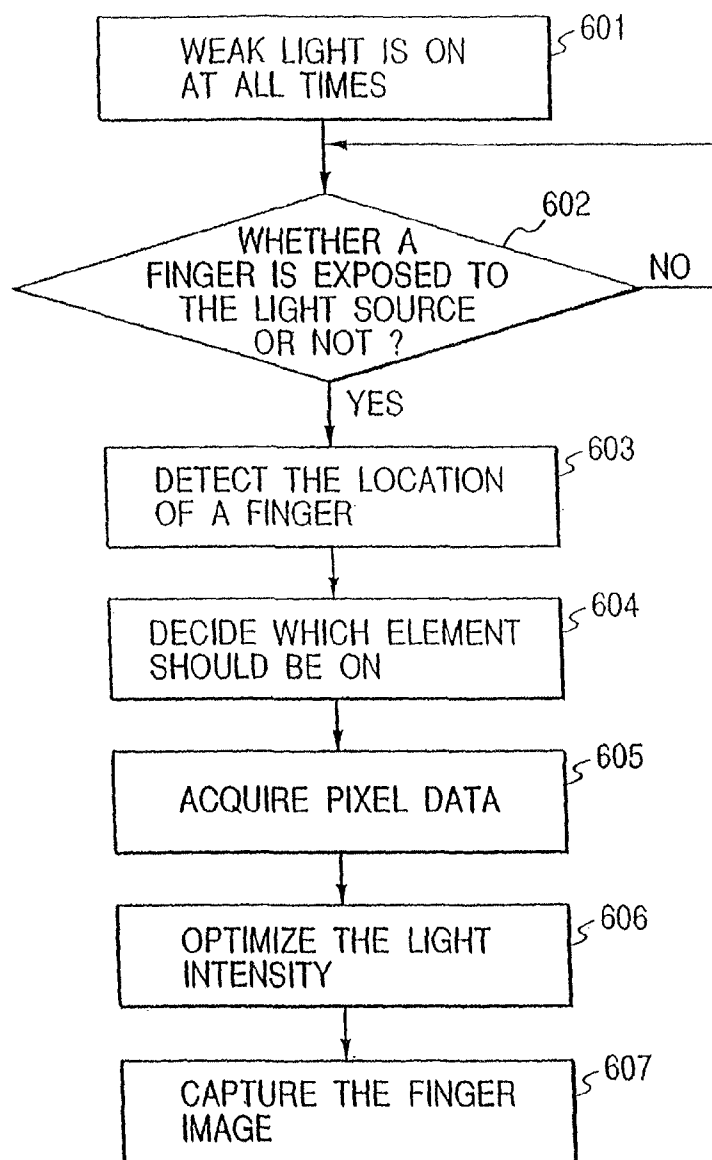 WEAK LIGHT IS ON
AT ALL TIMES
601
602
WHETHER A
FINGER IS EXPOSED TO
THE LIGHT SOURCE
OR NOT ?
NO
YES
603
DETECT THE LOCATION
OF A FINGER
604
DECIDE WHICH ELEMENT
SHOULD BE ON
605
ACQUIRE PIXEL DATA
606
OPTIMIZE THE LIGHT
INTENSITY
607
CAPTURE THE FINGER
IMAGE